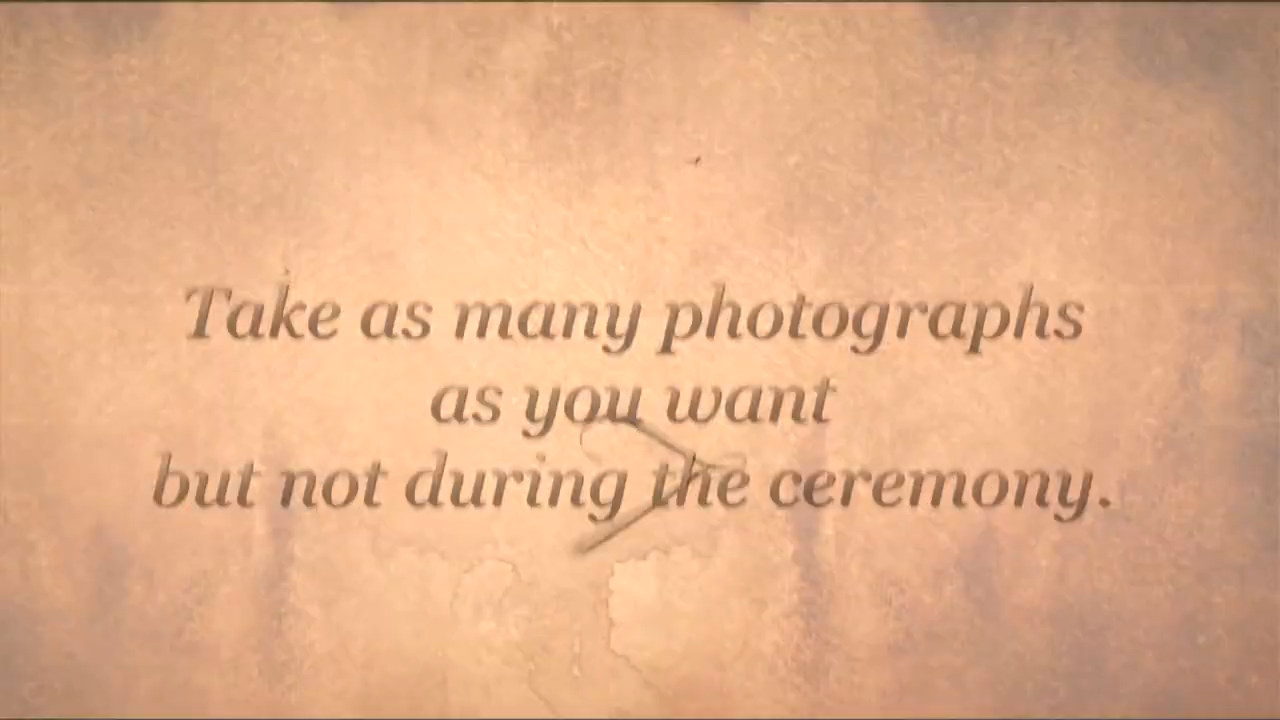 Take as many photographs
as you want
but not during the ceremony.